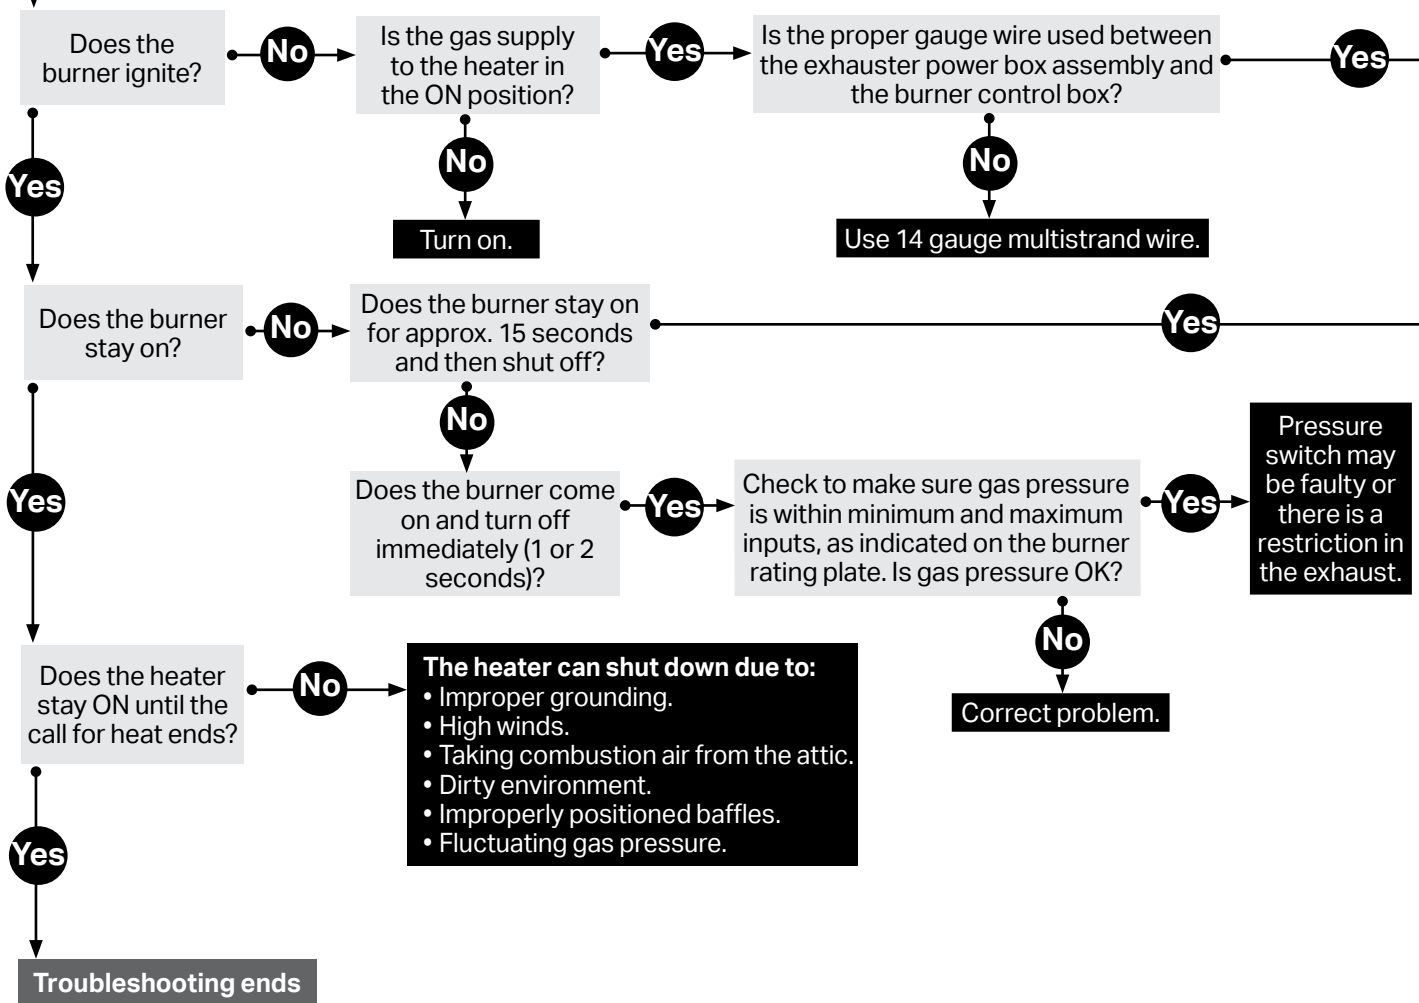 Does the
burner ignite?
No
Is the gas supply
to the heater in
the ON position?
Yes
Is the proper gauge wire used between
the exhauster power box assembly and
the burner control box?
Yes
Yes
No
Turn on.
No
Use 14 gauge multistrand wire.
Does the burner
stay on?
No
Does the burner stay on
for approx. 15 seconds
and then shut off?
Yes
No
Yes
Does the burner come
on and turn off
immediately (1 or 2
seconds)?
Yes
Check to make sure gas pressure
is within minimum and maximum
inputs, as indicated on the burner
rating plate. Is gas pressure OK?
Yes
Pressure
switch may
be faulty or
there is a
restriction in
the exhaust.
No
Correct problem.
Does the heater
stay ON until the
call for heat ends?
No
The heater can shut down due to:
• Improper grounding.
• High winds.
• Taking combustion air from the attic.
• Dirty environment.
• Improperly positioned baffles.
• Fluctuating gas pressure.
Yes
Troubleshooting ends